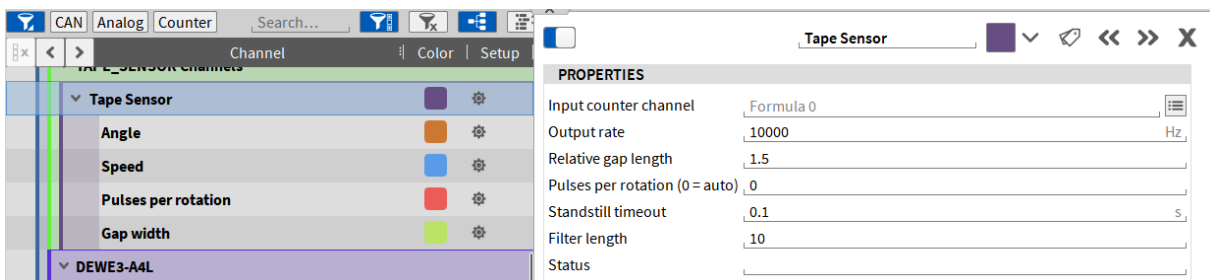 CAN Analog Counter Search...
Channel Color Setup
TAPE_SENSOR Channels
Tape Sensor
Angle
Speed
Pulses per rotation
Gap width
DEWE3-A4L
Tape Sensor
PROPERTIES
Input counter channel Formula 0
Output rate 10000 Hz
Relative gap length 1.5
Pulses per rotation (0 = auto) 0
Standstill timeout 0.1 s
Filter length 10
Status